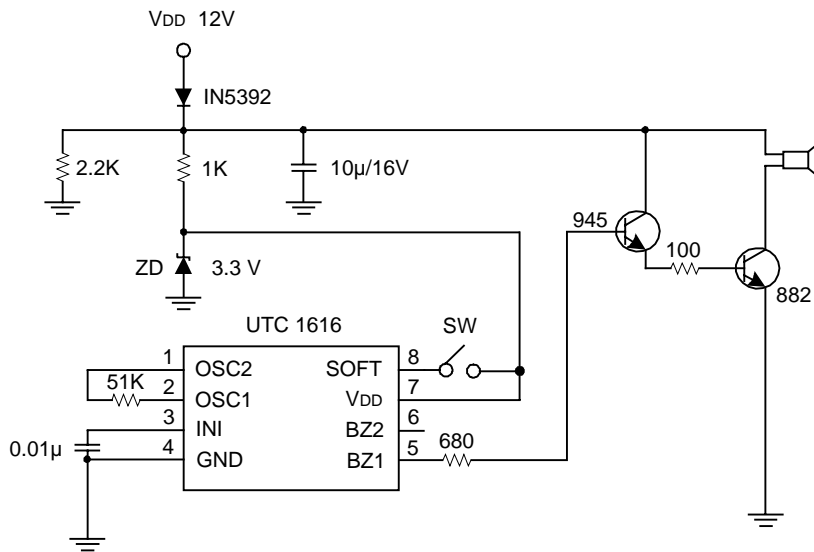 VDD 12V
IN5392
2.2K
1K
10µ/16V
945
100
ZD
3.3 V
882
UTC 1616
SW
1
OSC2
SOFT
8
51K
2
OSC1
VDD
7
3
INI
BZ2
6
0.01µ
4
GND
BZ1
5
680